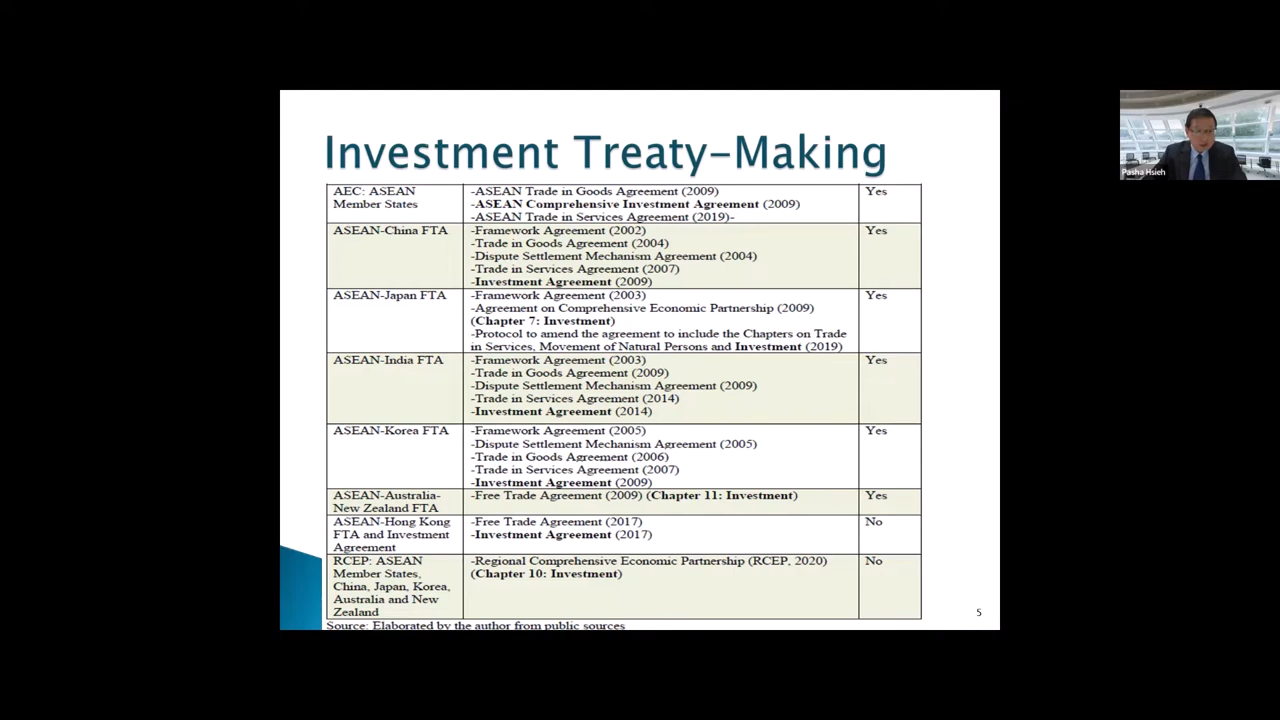 Investment Treaty-Making
AEC: ASEAN
Member States
-ASEAN Trade in Goods Agreement (2009)
-ASEAN Comprehensive Investment Agreement (2009)
-ASEAN Trade in Services Agreement (2019)-
Yes
ASEAN-China FTA
-Framework Agreement (2002)
-Trade in Goods Agreement (2004)
-Dispute Settlement Mechanism Agreement (2004)
-Trade in Services Agreement (2007)
-Investment Agreement (2009)
Yes
ASEAN-Japan FTA
-Framework Agreement (2003)
-Agreement on Comprehensive Economic Partnership (2009)
(Chapter 7: Investment)
-Protocol to amend the agreement to include the Chapters on Trade
in Services, Movement of Natural Persons and Investment (2019)
Yes
ASEAN-India FTA
-Framework Agreement (2003)
-Trade in Goods Agreement (2009)
-Dispute Settlement Mechanism Agreement (2009)
-Trade in Services Agreement (2014)
-Investment Agreement (2014)
Yes
ASEAN-Korea FTA
-Framework Agreement (2005)
-Dispute Settlement Mechanism Agreement (2005)
-Trade in Goods Agreement (2006)
-Trade in Services Agreement (2007)
-Investment Agreement (2009)
Yes
ASEAN-Australia-
New Zealand FTA
-Free Trade Agreement (2009) (Chapter 11: Investment)
Yes
ASEAN-Hong Kong
FTA and Investment
Agreement
-Free Trade Agreement (2017)
-Investment Agreement (2017)
No
RCEP: ASEAN
Member States,
China, Japan, Korea,
Australia and New
Zealand
-Regional Comprehensive Economic Partnership (RCEP, 2020)
(Chapter 10: Investment)
No
Source: Elaborated by the author from public sources
5
Pasha Hsieh